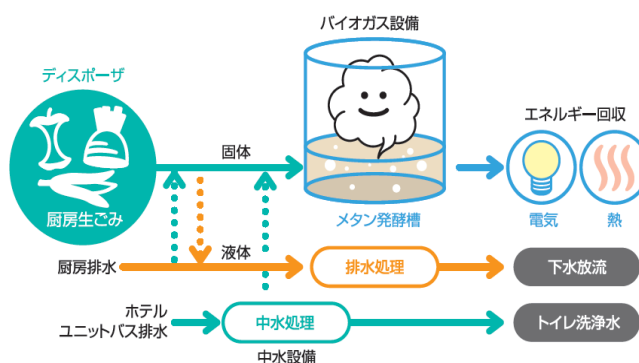 バイオガス設備
ディスポーザ
エネルギー回収
固体
厨房生ごみ
メタン発酵槽
電気
熱
厨房排水
液体
排水処理
下水放流
ホテル
ユニットバス排水
中水処理
トイレ洗浄水
中水設備